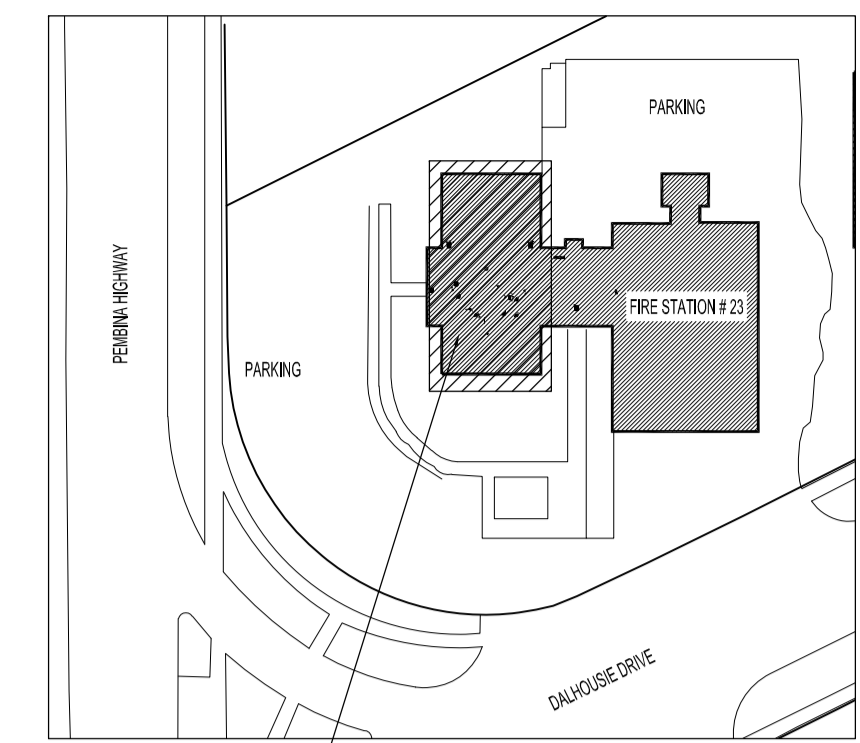 PARKING
PEMBINA HIGHWAY
FIRE STATION # 23
PARKING
DALHOUSIE DRIVE